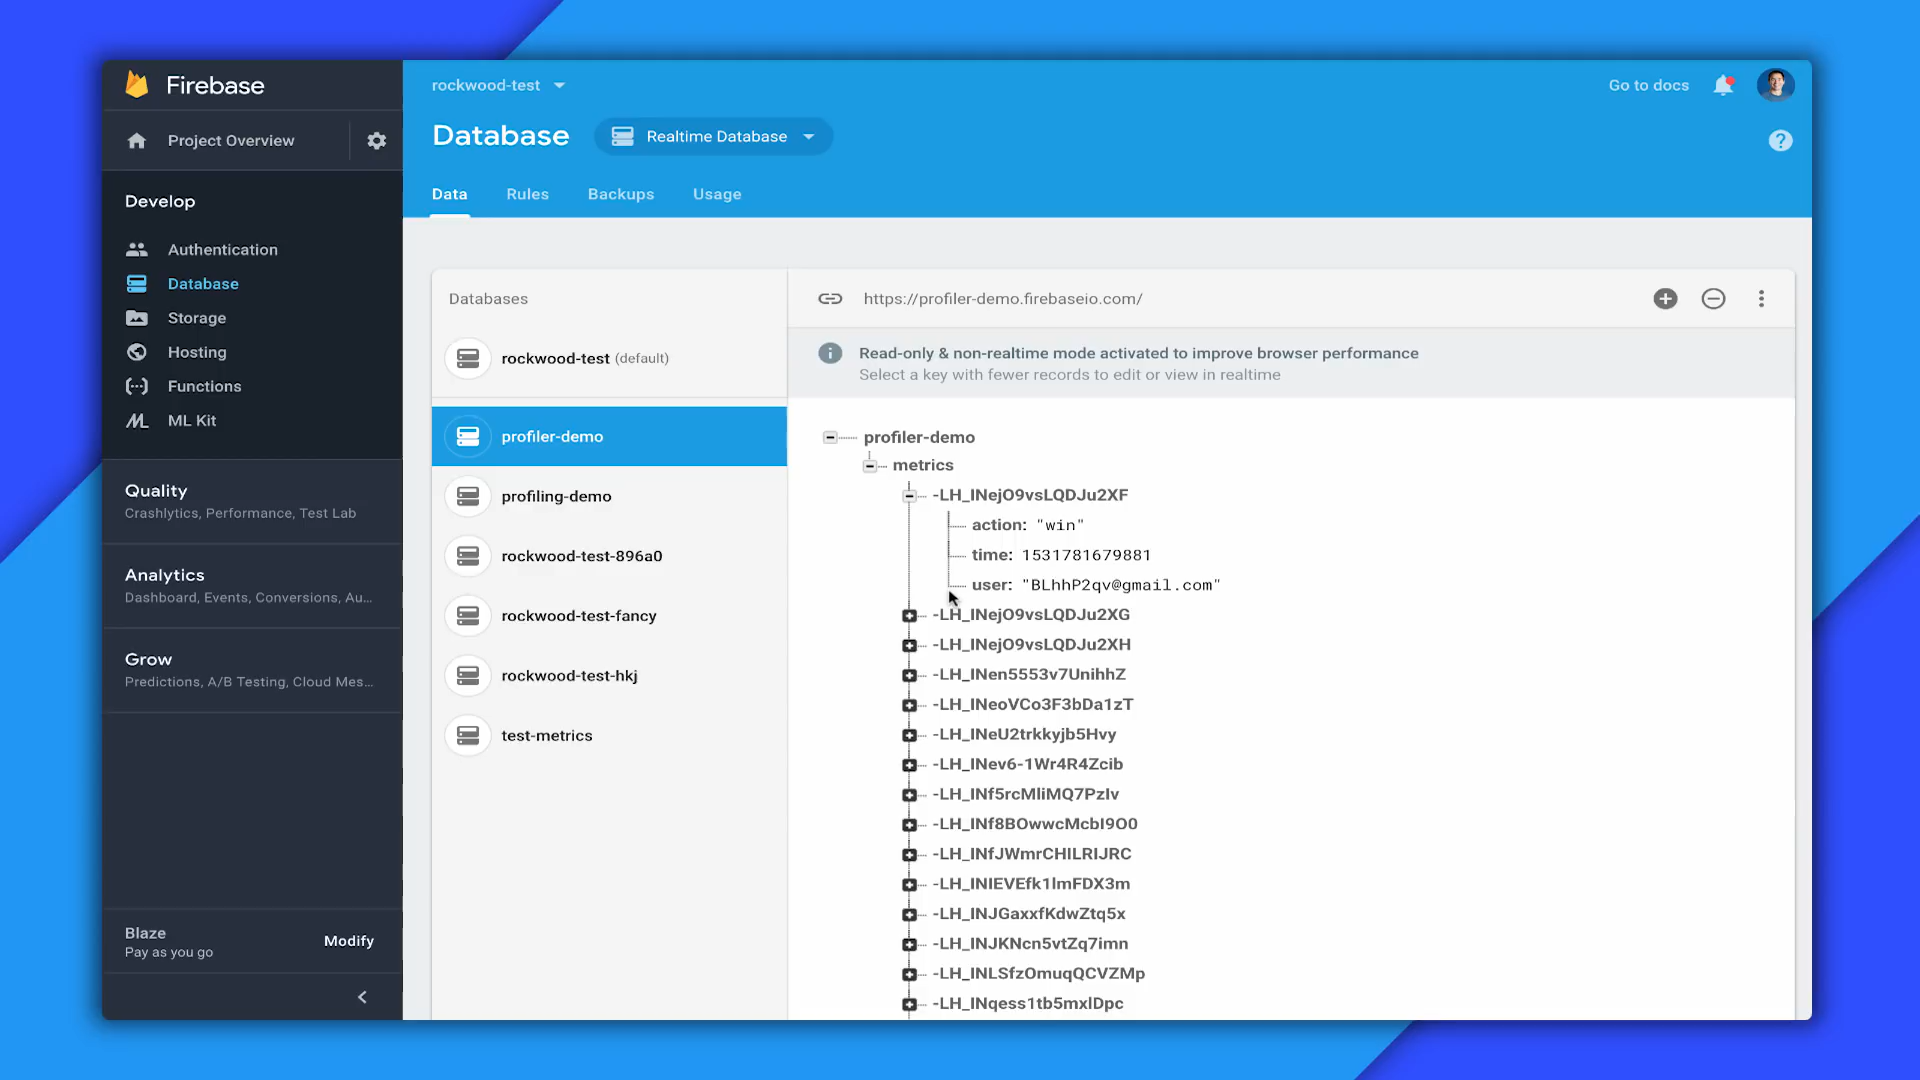 Firebase
Project Overview
Develop
Authentication
Database
Storage
Hosting
Functions
ML Kit
Quality
Crashlytics, Performance, Test Lab
Analytics
Dashboard, Events, Conversions, Au...
Grow
Predictions, A/B Testing, Cloud Mes...
Blaze
Pay as you go
Modify
rockwood-test
Go to docs
Database
Realtime Database
?
Data Rules Backups Usage
Databases
rockwood-test (default)
profiler-demo
profiling-demo
rockwood-test-896a0
rockwood-test-fancy
rockwood-test-hkj
test-metrics
https://profiler-demo.firebaseio.com/
Read-only & non-realtime mode activated to improve browser performance
Select a key with fewer records to edit or view in realtime
profiler-demo
metrics
-LH_INejO9vsLQDJu2XF
action: "win"
time: 1531781679881
user: "BLhhP2qv@gmail.com"
-LH_INejO9vsLQDJu2XG
-LH_INejO9vsLQDJu2XH
-LH_INen5553v7UnihhZ
-LH_INeoVCo3F3bDa1zT
-LH_INeU2trkkyjb5Hvy
-LH_INev6-1Wr4R4Zcib
-LH_INf5rcMliMQ7PzIv
-LH_INf8BOwwcMcbI9O0
-LH_INfJWmrCHILRIJRC
-LH_INIEVEfk1lmFDX3m
-LH_INJGaxxfKdwZtq5x
-LH_INJKNcn5vtZq7imn
-LH_INLSfzOmuqQCVZMp
-LH_INqess1tb5mxlDpc